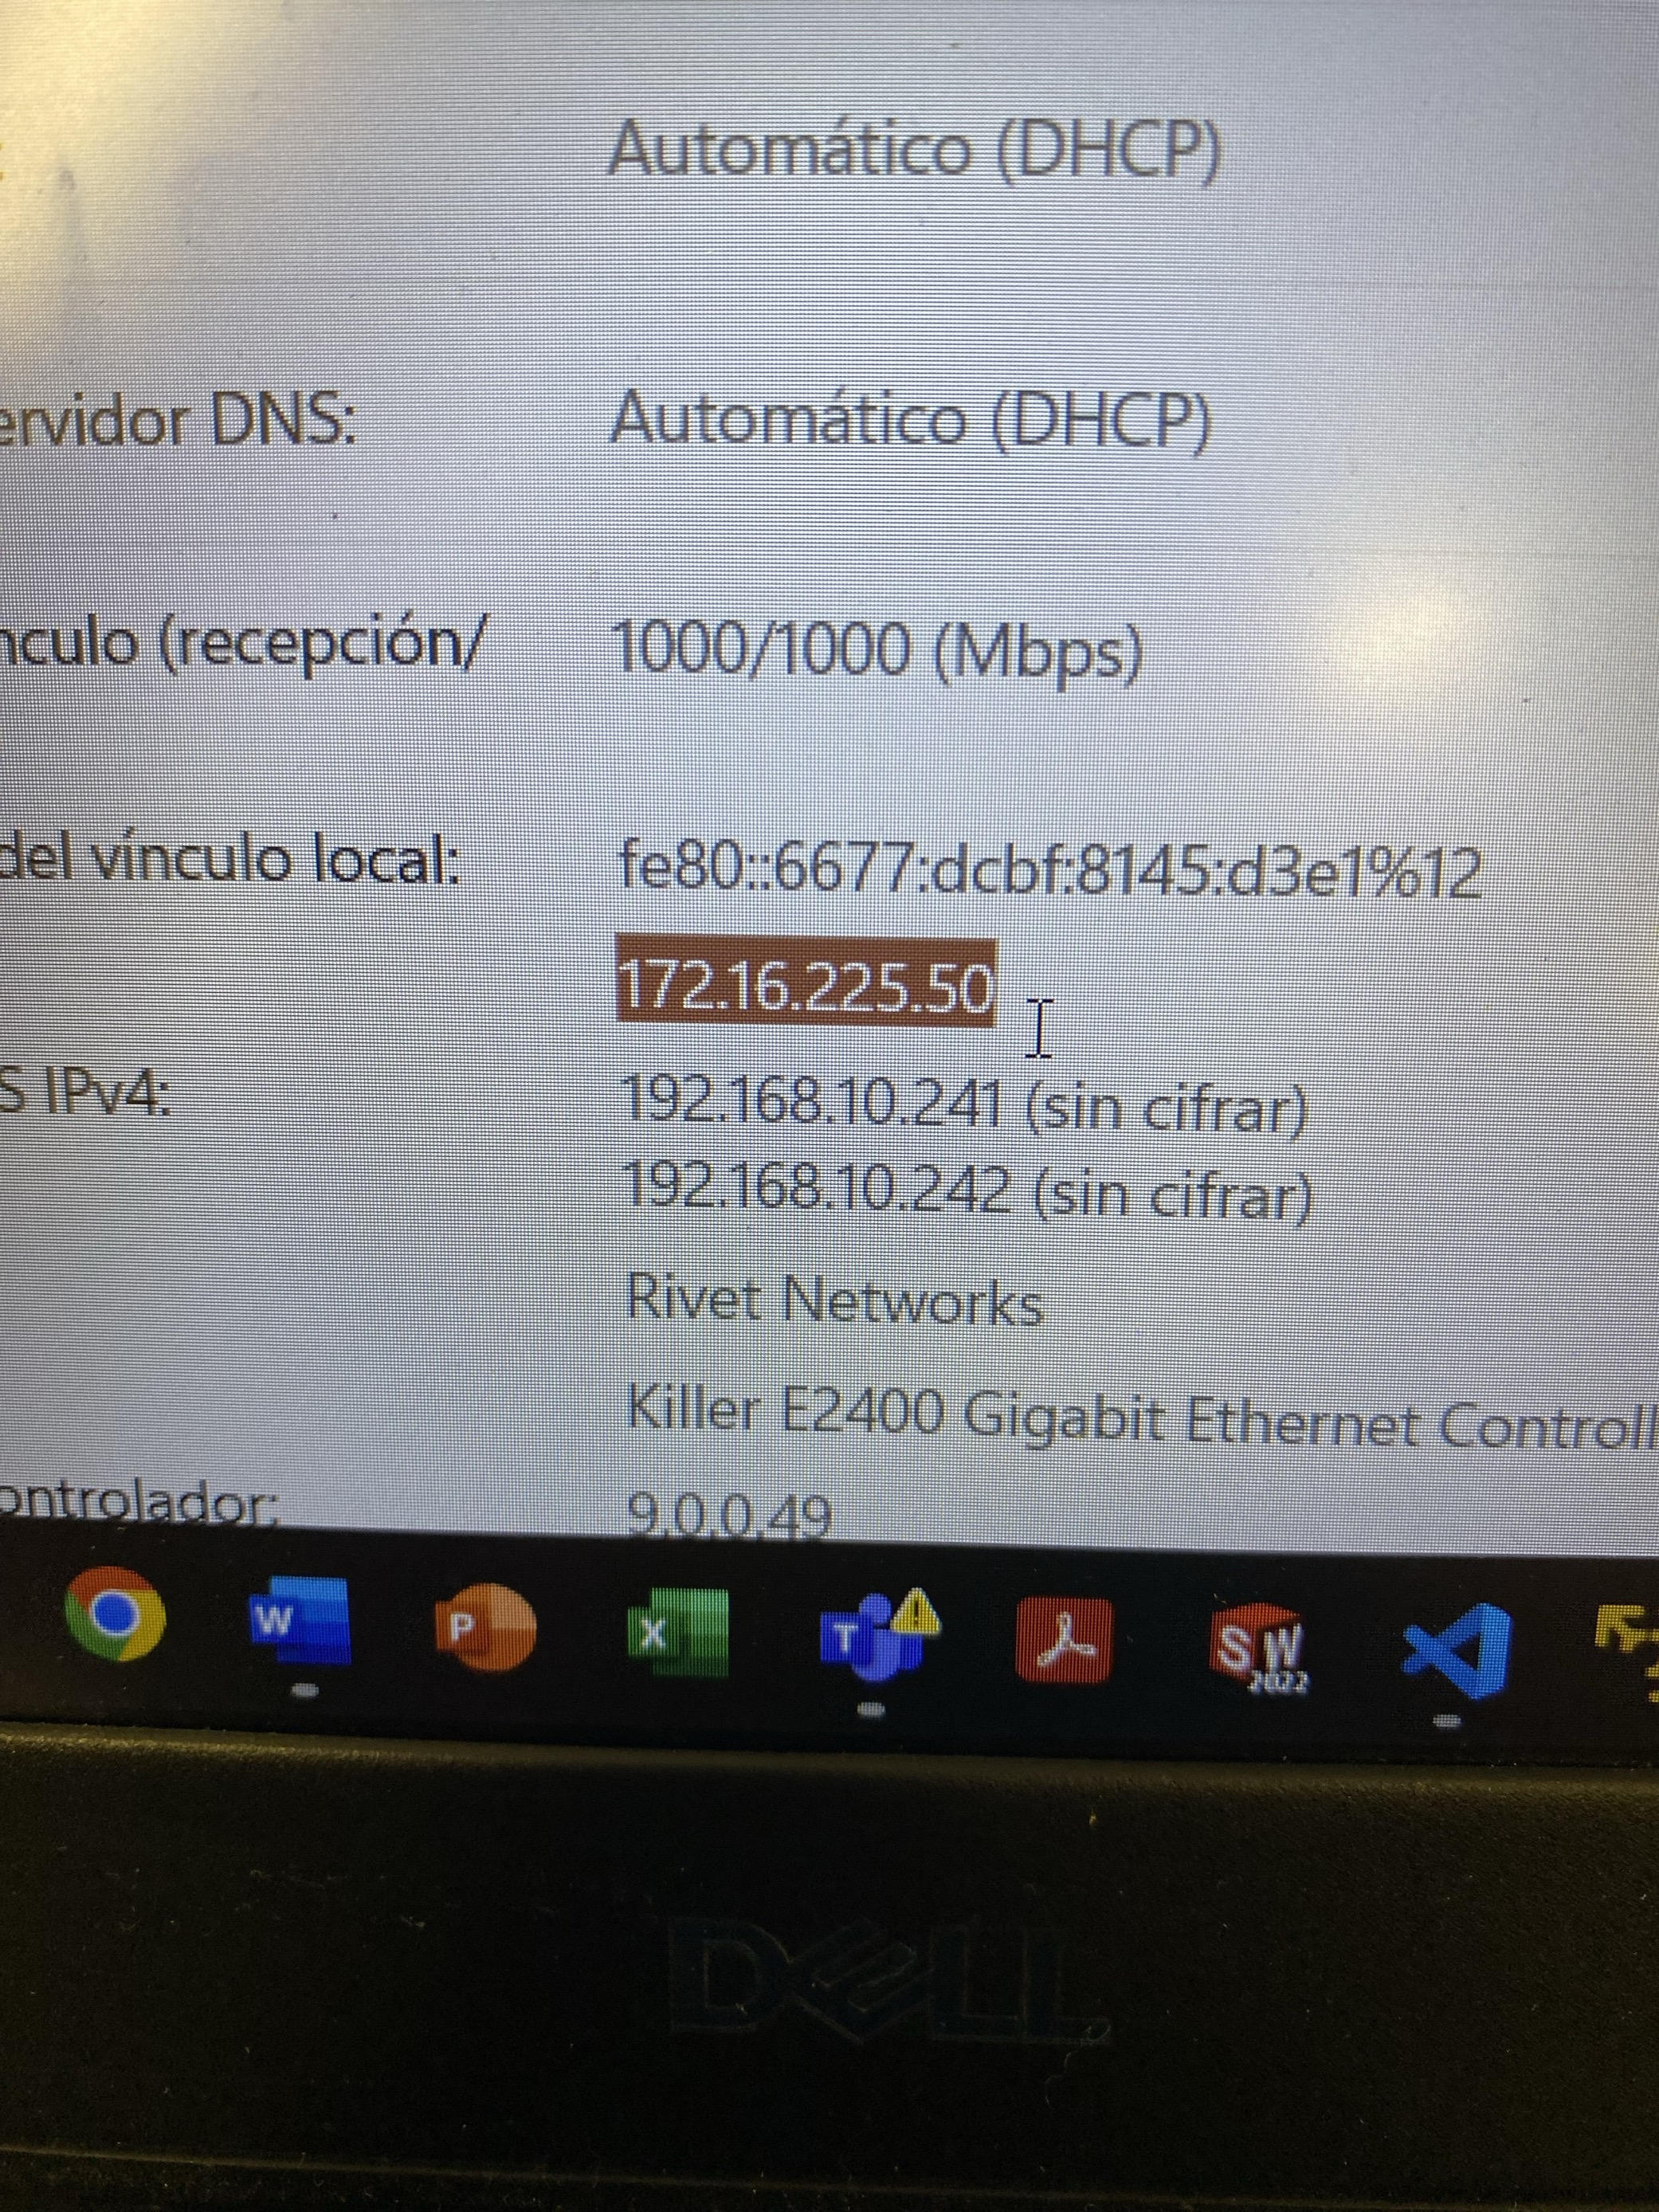 Automático (DHCP)
ervidor DNS: Automático (DHCP)
nculo (recepción/ 1000/1000 (Mbps)
del vínculo local: fe80::6677:dcbf:8145:d3e1%12
172.16.225.50
S IPv4: 192.168.10.241 (sin cifrar)
192.168.10.242 (sin cifrar)
Rivet Networks
Killer E2400 Gigabit Ethernet Controll
ontrolador: 9.0.0.49
W P X T SW 2022
DELL